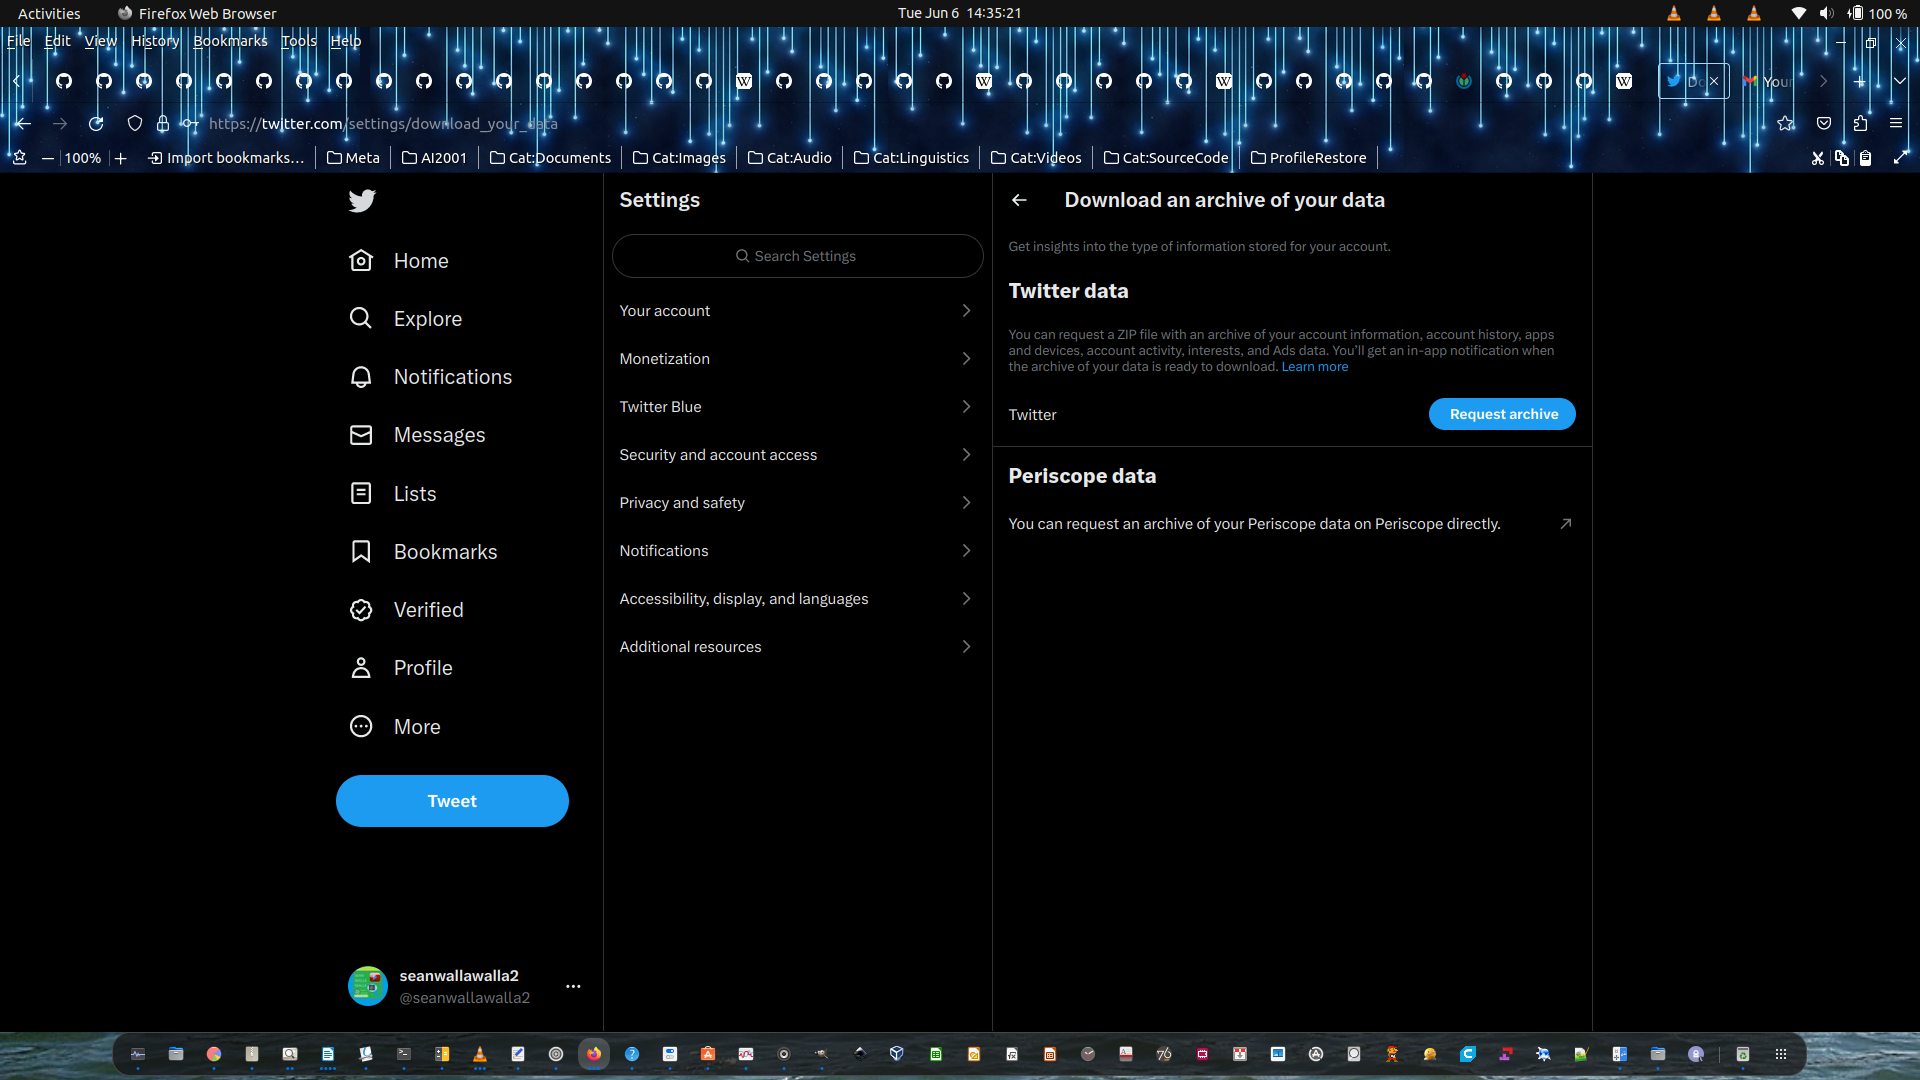 Activities
Firefox Web Browser
Tue Jun 6 14:35:21
100 %
File Edit View History Bookmarks Tools Help
Your
https://twitter.com/settings/download_your_data
100%
Import bookmarks...
Meta
AI2001
Cat:Documents
Cat:Images
Cat:Audio
Cat:Linguistics
Cat:Videos
Cat:SourceCode
ProfileRestore
Home
Explore
Notifications
Messages
Lists
Bookmarks
Verified
Profile
More
Tweet
seanwallawalla2
@seanwallawalla2
Settings
Search Settings
Your account
Monetization
Twitter Blue
Security and account access
Privacy and safety
Notifications
Accessibility, display, and languages
Additional resources
Download an archive of your data
Get insights into the type of information stored for your account.
Twitter data
You can request a ZIP file with an archive of your account information, account history, apps
and devices, account activity, interests, and Ads data. You'll get an in-app notification when
the archive of your data is ready to download. Learn more
Twitter
Request archive
Periscope data
You can request an archive of your Periscope data on Periscope directly.